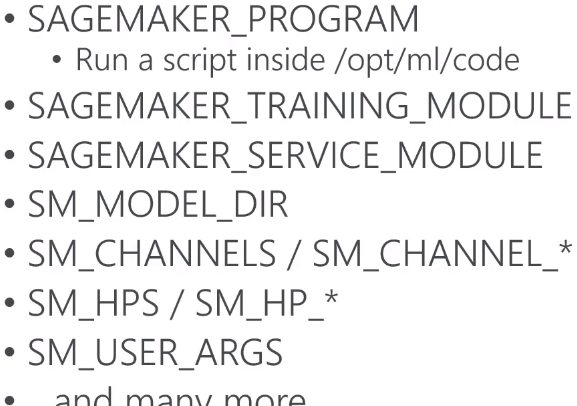 • SAGEMAKER_PROGRAM
• Run a script inside /opt/ml/code
• SAGEMAKER_TRAINING_MODULE
• SAGEMAKER_SERVICE_MODULE
• SM_MODEL_DIR
• SM_CHANNELS / SM_CHANNEL_*
• SM_HPS / SM_HP_*
• SM_USER_ARGS
• ...and many more